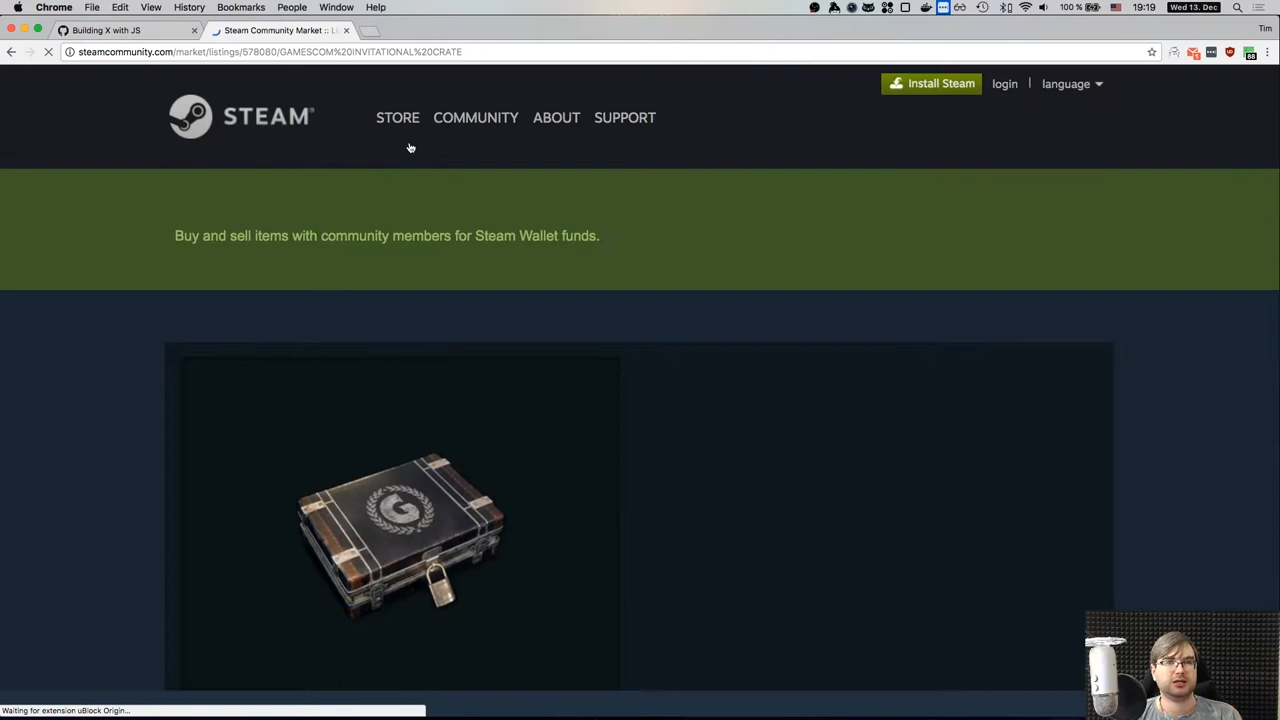 Chrome File Edit View History Bookmarks People Window Help 100 % 19:19 Wed 13. Dec
Building X with JS Steam Community Market :: Li Tim
steamcommunity.com/market/listings/578080/GAMESCOM%20INVITATIONAL%20CRATE
88
Install Steam login | language
STEAM® STORE COMMUNITY ABOUT SUPPORT
Buy and sell items with community members for Steam Wallet funds.
G
Waiting for extension uBlock Origin...